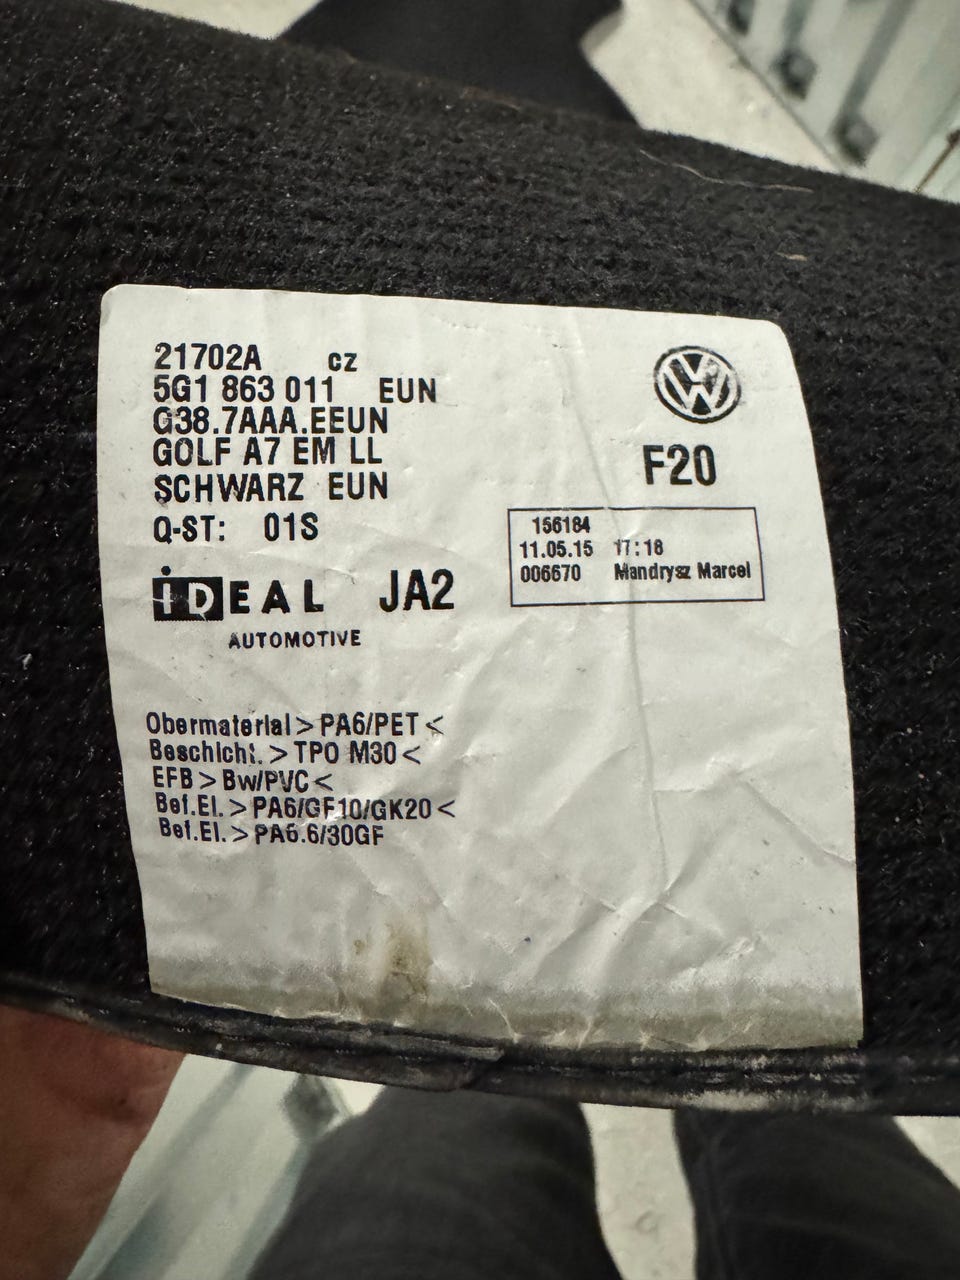 21702A cz
5G1 863 011 EUN
G38.7AAA.EEUN
GOLF A7 EM LL
SCHWARZ EUN
Q-ST: 01S
F20
156184
11.05.15 17:18
006670 Mandrysz Marcel
iDEAL JA2
AUTOMOTIVE
Obermaterial>PA6/PET<
Beschicht.>TPO M30<
EFB>Bw/PVC<
Bef.El.>PA6/GF10/GK20<
Bef.El.>PA6.6/30GF